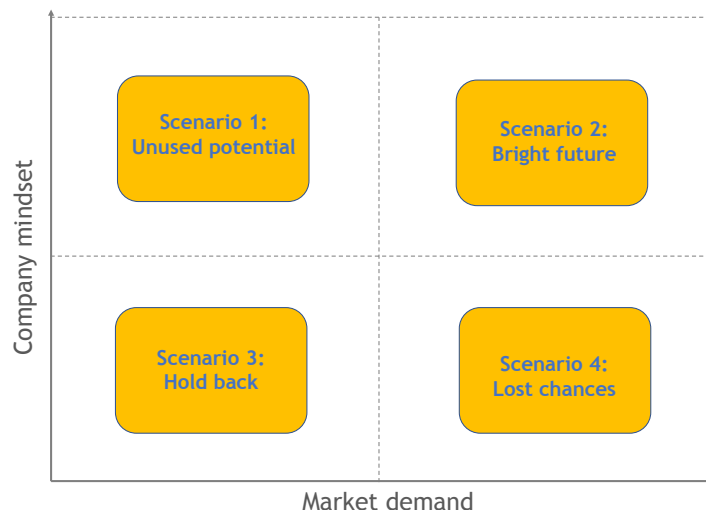 Scenario 1:
Unused potential
Scenario 2:
Bright future
Company mindset
Scenario 3:
Hold back
Scenario 4:
Lost chances
Market demand